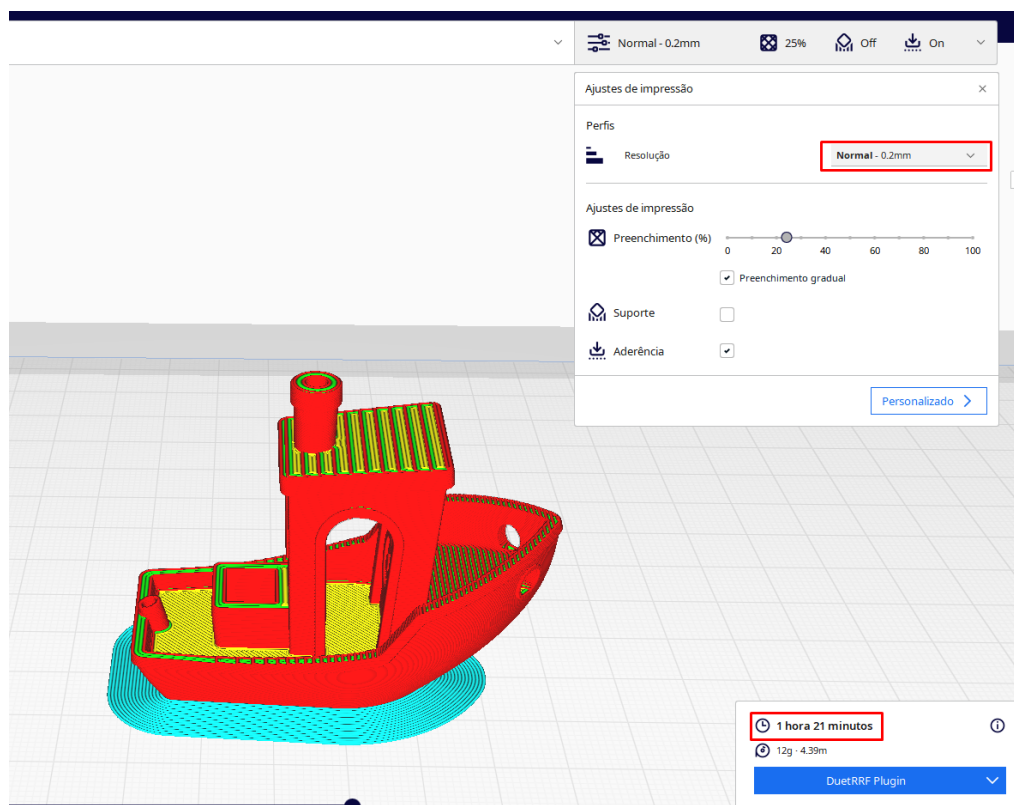 Normal - 0.2mm 25% Off On
Ajustes de impressão
Perfis
Resolução Normal - 0.2mm
Ajustes de impressão
Preenchimento (%)
0 20 40 60 80 100
Preenchimento gradual
Suporte
Aderência
Personalizado
1 hora 21 minutos
12g · 4.39m
DuetRRF Plugin